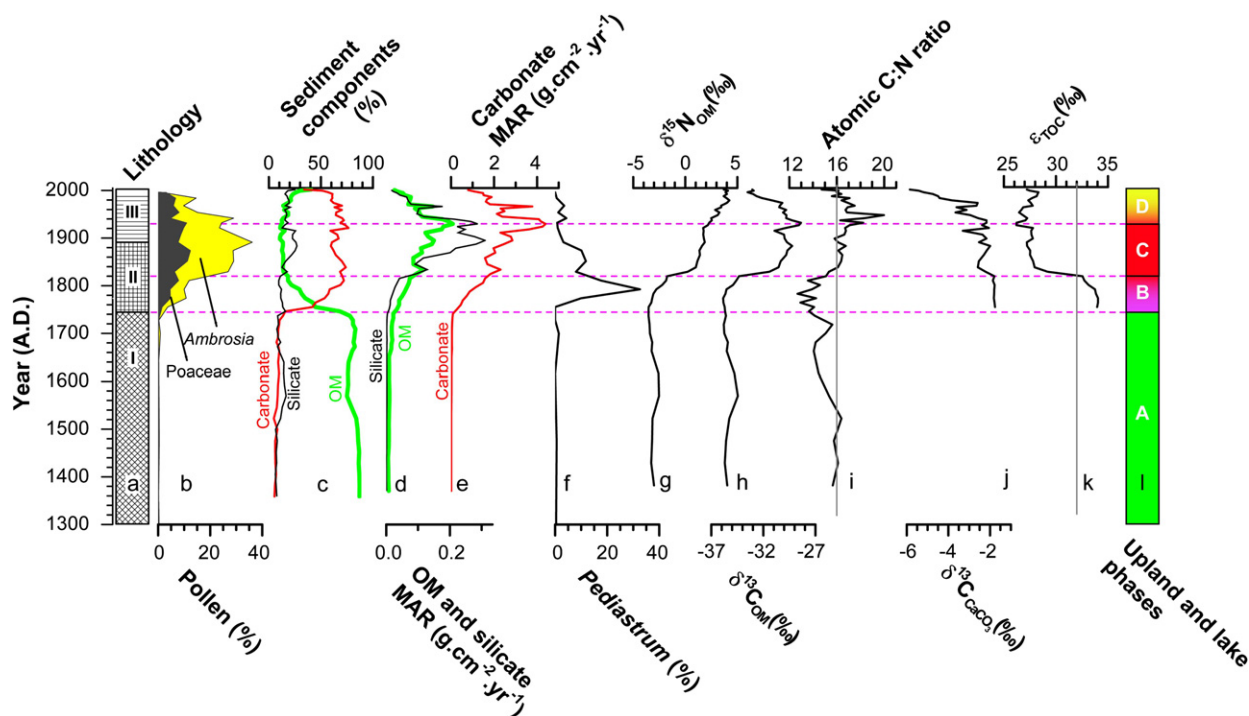 Lithology
Sediment
components
(%)
Carbonate
MAR (g.cm⁻².yr⁻¹)
δ¹⁵N_OM(‰)
Atomic C:N ratio
ε_TOC(‰)
0 50 100
0 2 4
-5 0 5
12 16 20
25 30 35
Year (A.D.)
2000
1900
1800
1700
1600
1500
1400
1300
III
II
I
Ambrosia
Poaceae
Carbonate
Silicate
OM
Silicate
OM
Carbonate
D
C
B
A
a b c d e f g h i j k l
0 20 40
0.0 0.2
0 20 40
-37 -32 -27
-6 -4 -2
Pollen (%)
OM and silicate
MAR (g.cm⁻².yr⁻¹)
Pediastrum (%)
δ¹³C_OM(‰)
δ¹³C_CaCO₃(‰)
Upland and lake
phases